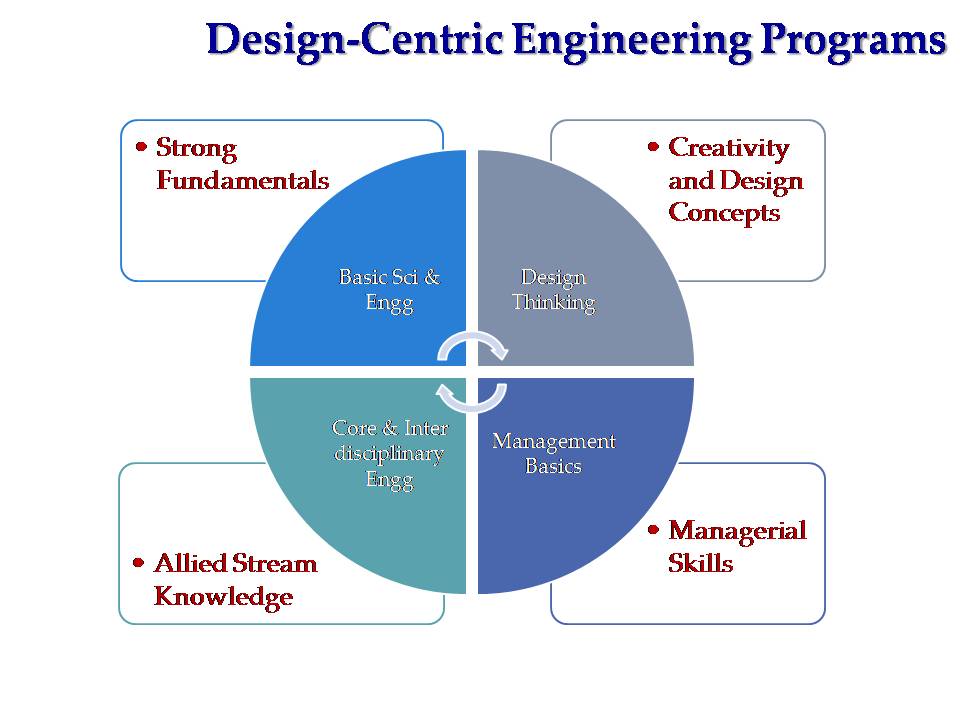 Design-Centric Engineering Programs
• Strong
Fundamentals
• Creativity
and Design
Concepts
Basic Sci &
Engg
Design
Thinking
Core & Inter
disciplinary
Engg
Management
Basics
• Allied Stream
Knowledge
• Managerial
Skills